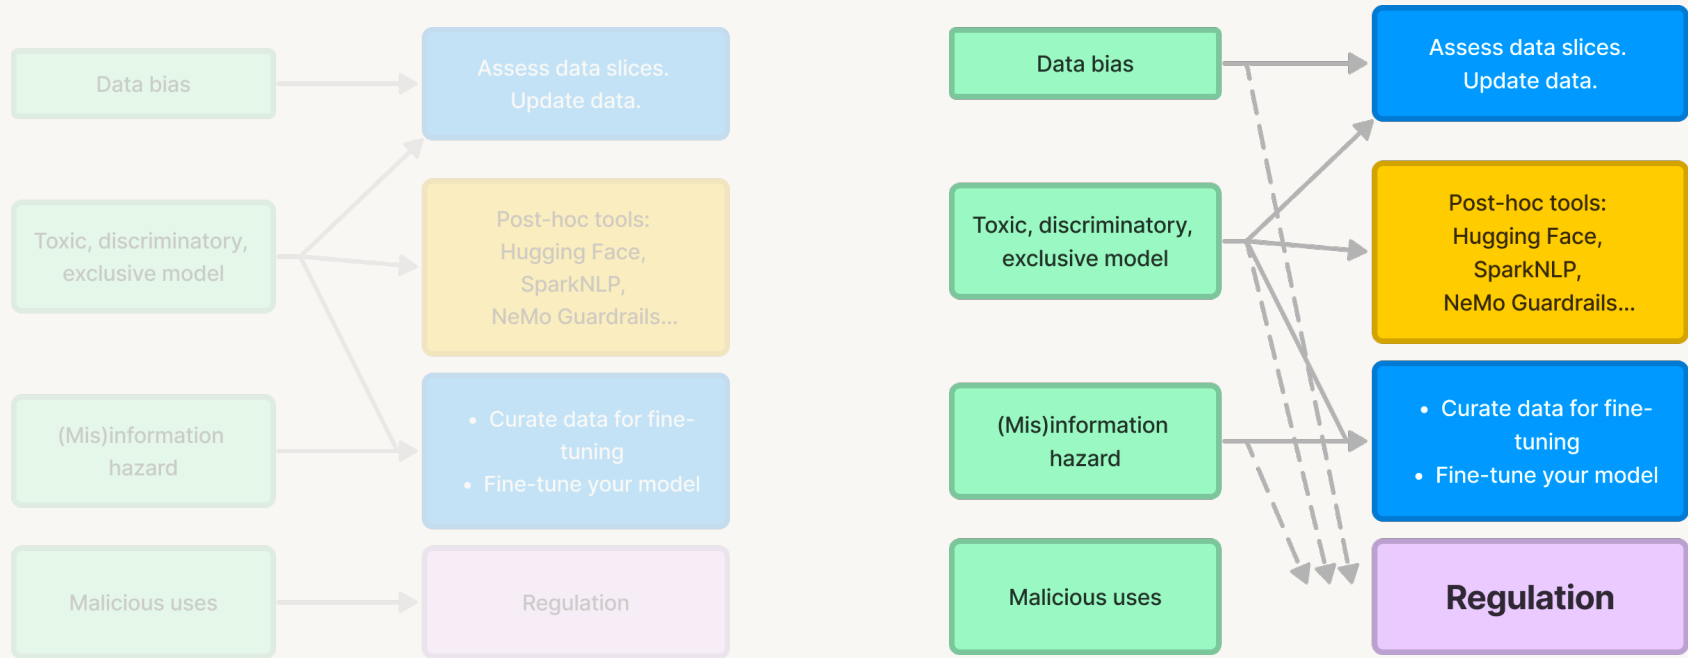 Data bias
Assess data slices.
Update data.
Toxic, discriminatory,
exclusive model
Post-hoc tools:
Hugging Face,
SparkNLP,
NeMo Guardrails...
(Mis)information
hazard
• Curate data for fine-
tuning
• Fine-tune your model
Malicious uses
Regulation
Data bias
Assess data slices.
Update data.
Toxic, discriminatory,
exclusive model
Post-hoc tools:
Hugging Face,
SparkNLP,
NeMo Guardrails...
(Mis)information
hazard
• Curate data for fine-
tuning
• Fine-tune your model
Malicious uses
Regulation